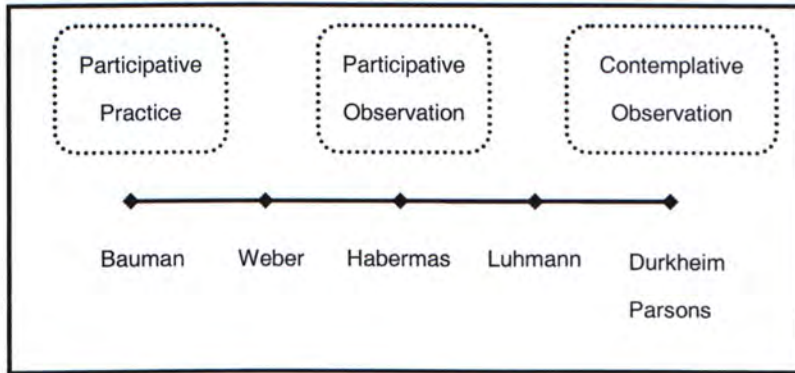 Participative
Practice
Participative
Observation
Contemplative
Observation
Bauman
Weber
Habermas
Luhmann
Durkheim
Parsons